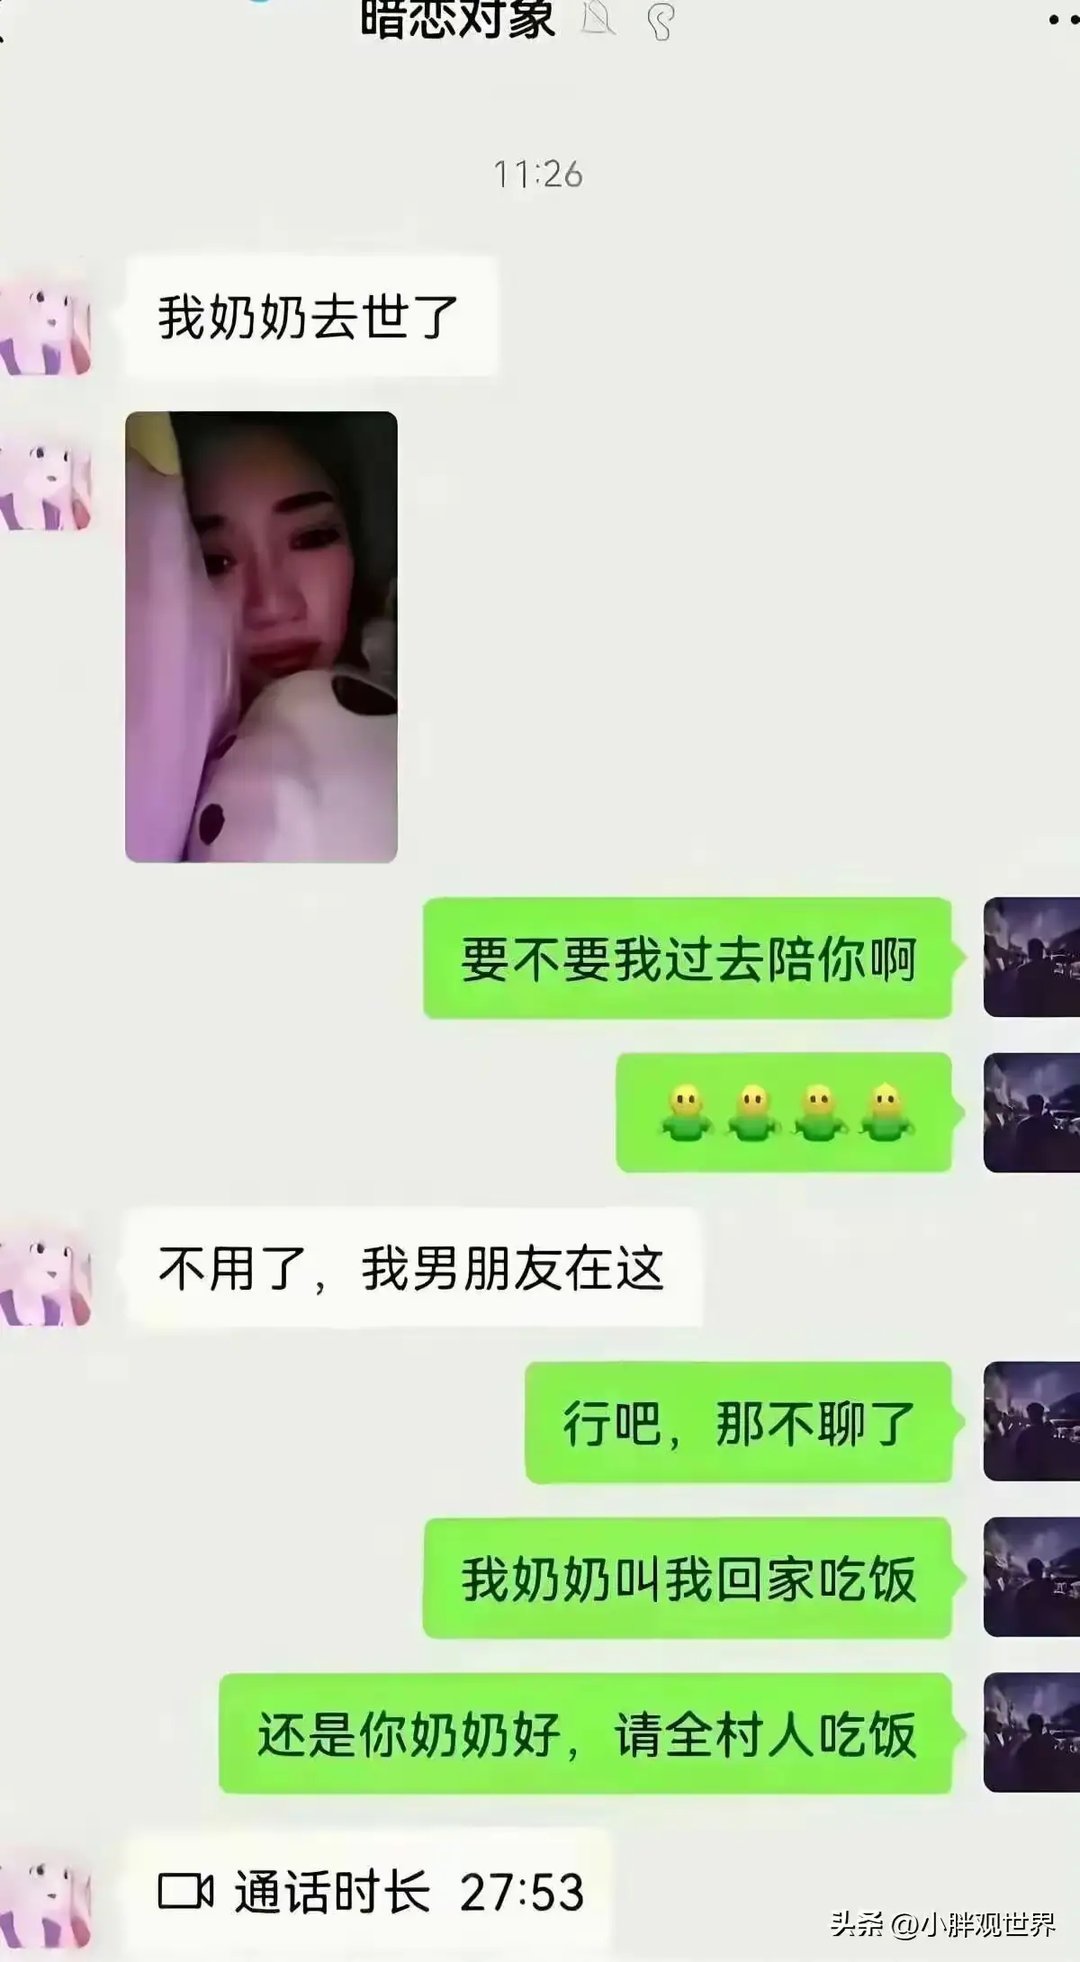 暗恋对象
11:26
我奶奶去世了
要不要我过去陪你啊
不用了，我男朋友在这
行吧，那不聊了
我奶奶叫我回家吃饭
还是你奶奶好，请全村人吃饭
通话时长 27:53
头条 @小胖观世界